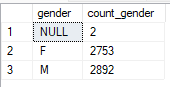 gender count_gender
1 NULL 2
2 F 2753
3 M 2892